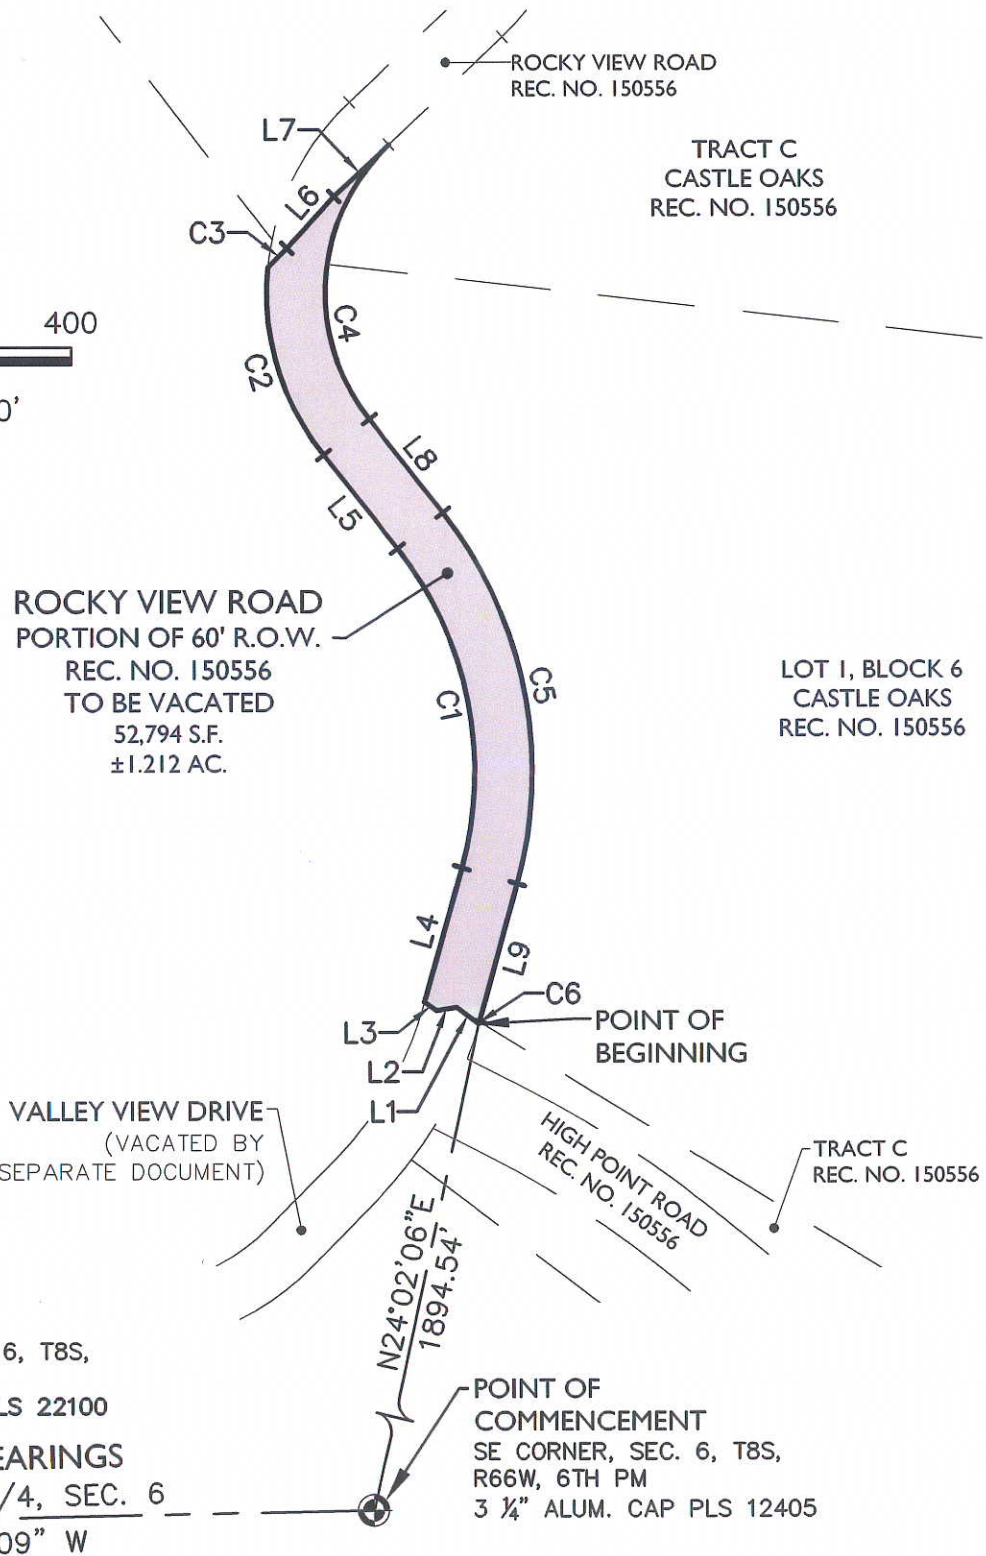 ROCKY VIEW ROAD
REC. NO. 150556
L7
TRACT C
CASTLE OAKS
REC. NO. 150556
L6
C3
400
0'
C4
C2
L8
L5
ROCKY VIEW ROAD
PORTION OF 60' R.O.W.
REC. NO. 150556
TO BE VACATED
52,794 S.F.
±1.212 AC.
C1
C5
LOT 1, BLOCK 6
CASTLE OAKS
REC. NO. 150556
L4
L9
C6
L3
L2
L1
POINT OF
BEGINNING
VALLEY VIEW DRIVE
(VACATED BY
SEPARATE DOCUMENT)
HIGH POINT ROAD
REC. NO. 150556
TRACT C
REC. NO. 150556
N24°02'06"E
1894.54'
6, T8S,
LS 22100
EARINGS
/4, SEC. 6
09" W
POINT OF
COMMENCEMENT
SE CORNER, SEC. 6, T8S,
R66W, 6TH PM
3 ¼" ALUM. CAP PLS 12405